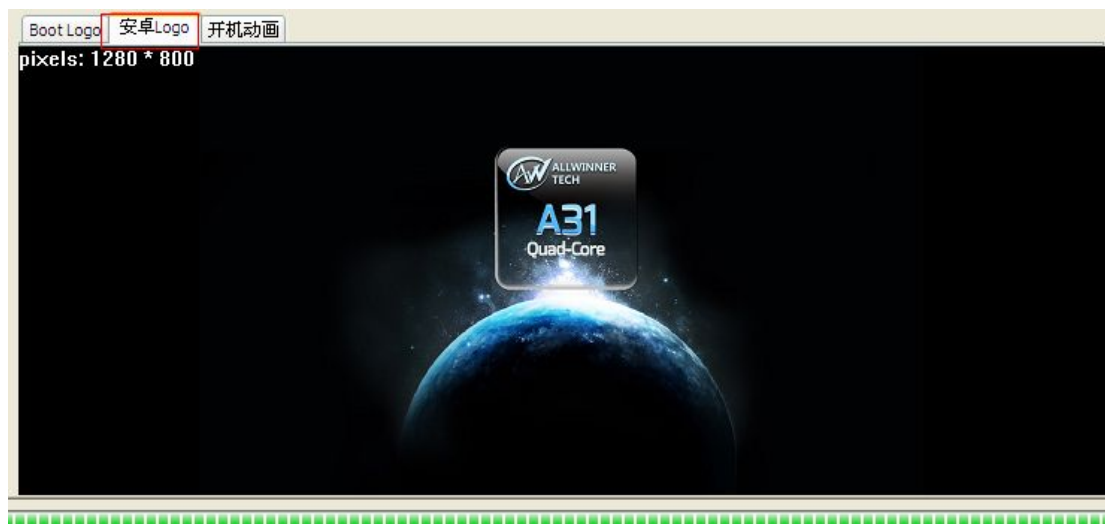 Boot Logo 安卓Logo 开机动画
pixels: 1280 * 800
AW ALLWINNER
TECH
A31
Quad-Core